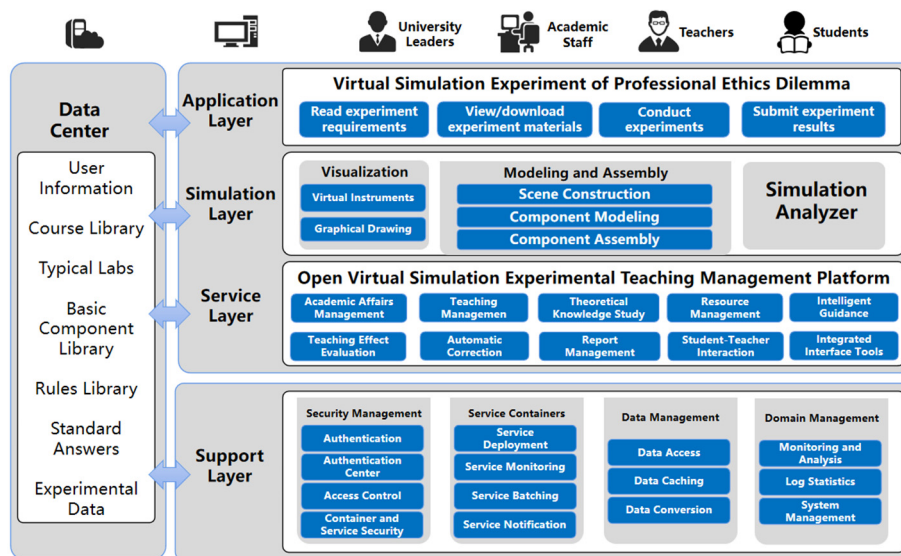 University
Leaders
Academic
Staff
Teachers
Students
Data
Center
User
Information
Course Library
Typical Labs
Basic
Component
Library
Rules Library
Standard
Answers
Experimental
Data
Application
Layer
Virtual Simulation Experiment of Professional Ethics Dilemma
Read experiment
requirements
View/download
experiment materials
Conduct
experiments
Submit experiment
results
Simulation
Layer
Visualization
Virtual Instruments
Graphical Drawing
Modeling and Assembly
Scene Construction
Component Modeling
Component Assembly
Simulation
Analyzer
Service
Layer
Open Virtual Simulation Experimental Teaching Management Platform
Academic Affairs
Management
Teaching
Managemen
Theoretical
Knowledge Study
Resource
Management
Intelligent
Guidance
Teaching Effect
Evaluation
Automatic
Correction
Report
Management
Student-Teacher
Interaction
Integrated
Interface Tools
Support
Layer
Security Management
Authentication
Authentication
Center
Access Control
Container and
Service Security
Service Containers
Service
Deployment
Service Monitoring
Service Batching
Service Notification
Data Management
Data Access
Data Caching
Data Conversion
Domain Management
Monitoring and
Analysis
Log Statistics
System
Management